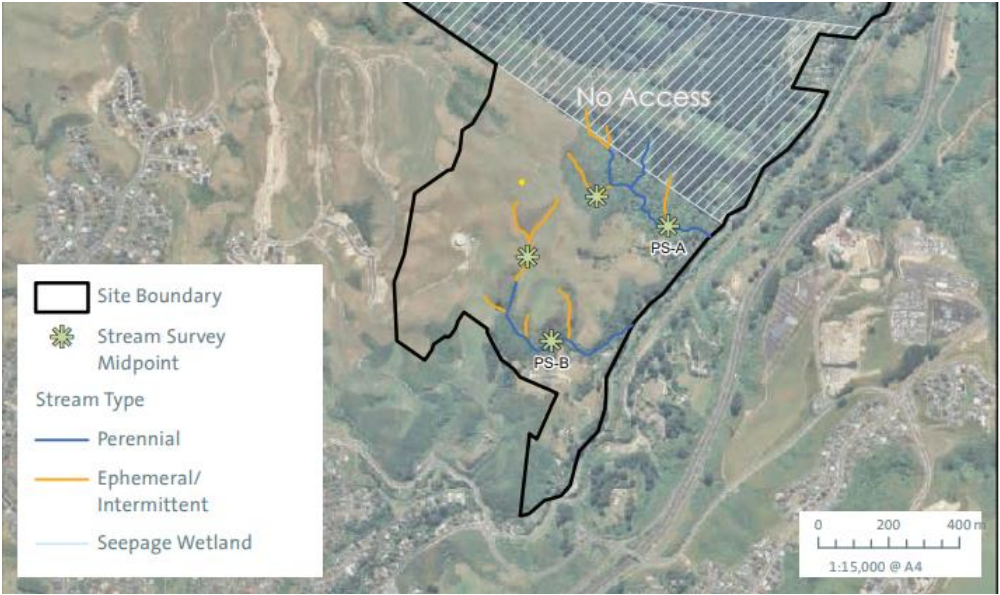 No Access
PS-A
PS-B
Site Boundary
Stream Survey
Midpoint
Stream Type
Perennial
Ephemeral/
Intermittent
Seepage Wetland
0 200 400 m
1:15,000 @ A4